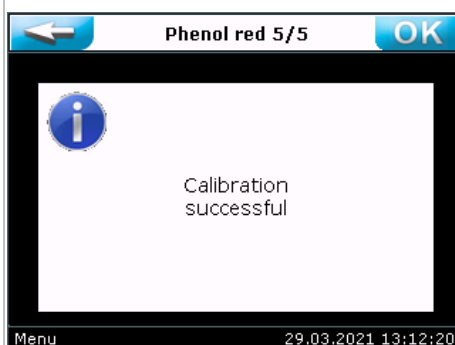 Phenol red 5/5
OK
Calibration
successful
Menu
29.03.2021 13:12:20